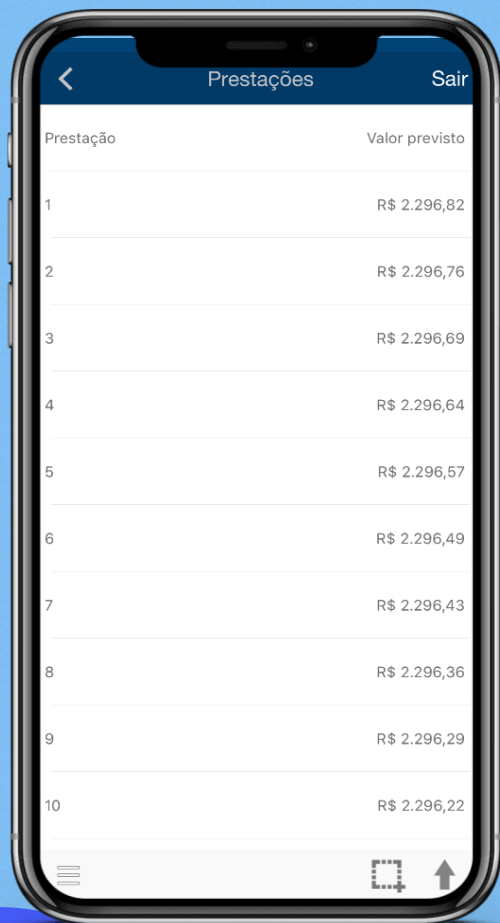 Prestações Sair
Prestação Valor previsto
1 R$ 2.296,82
2 R$ 2.296,76
3 R$ 2.296,69
4 R$ 2.296,64
5 R$ 2.296,57
6 R$ 2.296,49
7 R$ 2.296,43
8 R$ 2.296,36
9 R$ 2.296,29
10 R$ 2.296,22